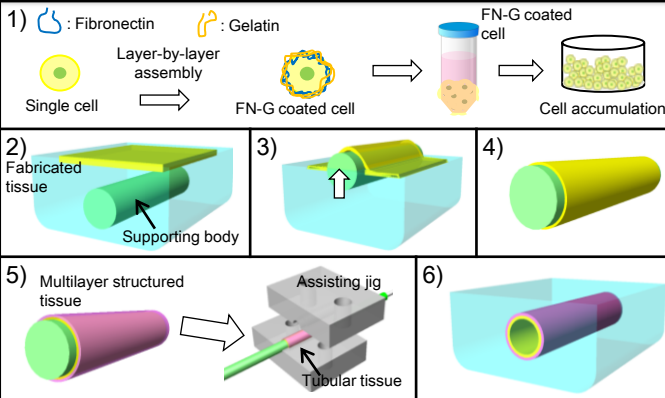 1)
: Fibronectin
: Gelatin
FN-G coated
cell
Layer-by-layer
assembly
Single cell
FN-G coated cell
Cell accumulation
2)
Fabricated
tissue
Supporting body
3)
4)
5)
Multilayer structured
tissue
Assisting jig
Tubular tissue
6)